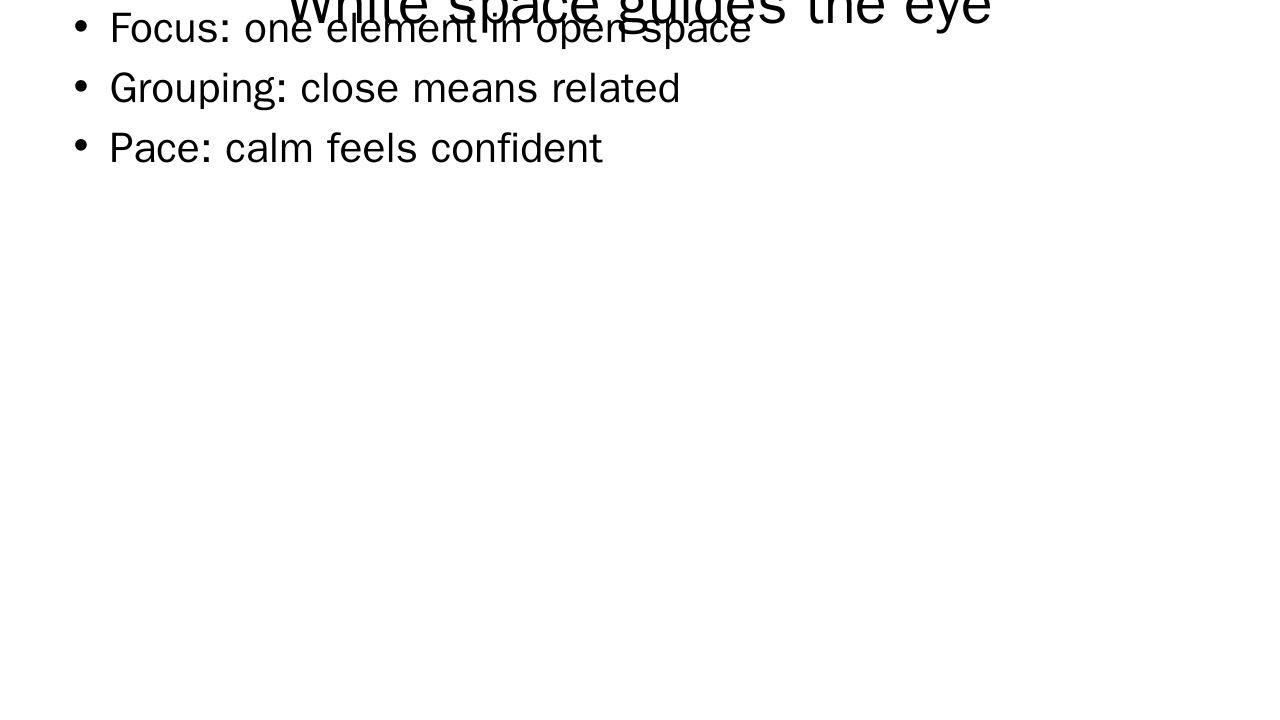 White space guides the eye
• Focus: one element in open space
• Grouping: close means related
• Pace: calm feels confident